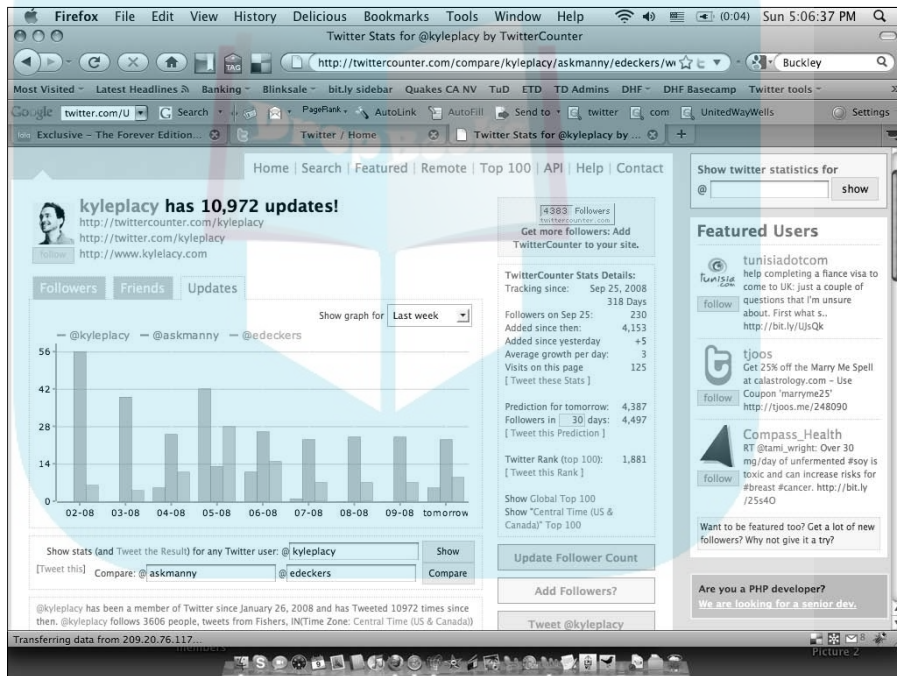 Firefox File Edit View History Delicious Bookmarks Tools Window Help (0:04) Sun 5:06:37 PM
Twitter Stats for @kyleplacy by TwitterCounter
http://twittercounter.com/compare/kyleplacy/askmanny/edeckers/w Buckley
Most Visited Latest Headlines Banking Blinksale bit.ly sidebar Quakes CA NV TuD ETD TD Admins DHF DHF Basecamp Twitter tools
Google twitter.com/U Search PageRank AutoLink AutoFill Send to twitter com UnitedWayWells Settings
Exclusive – The Forever Edition... Twitter / Home Twitter Stats for @kyleplacy by ...
Home | Search | Featured | Remote | Top 100 | API | Help | Contact
kyleplacy has 10,972 updates!
http://twittercounter.com/kyleplacy
http://twitter.com/kyleplacy
follow http://www.kylelacy.com
Followers Friends Updates
Show graph for Last week
@kyleplacy @askmanny @edeckers
56
42
28
14
0
02-08 03-08 04-08 05-08 06-08 07-08 08-08 09-08 tomorrow
Show stats (and Tweet the Result) for any Twitter user: @ kyleplacy Show
[Tweet this] Compare: @ askmanny @ edeckers Compare
@kyleplacy has been a member of Twitter since January 26, 2008 and has Tweeted 10972 times since
then. @kyleplacy follows 3606 people, tweets from Fishers, IN(Time Zone: Central Time (US & Canada))
4383 Followers
twittercounter.com
Get more followers: Add
TwitterCounter to your site.
TwitterCounter Stats Details:
Tracking since: Sep 25, 2008
318 Days
Followers on Sep 25: 230
Added since then: 4,153
Added since yesterday +5
Average growth per day: 3
Visits on this page 125
[ Tweet these Stats ]
Prediction for tomorrow: 4,387
Followers in 30 days: 4,497
[ Tweet this Prediction ]
Twitter Rank (top 100): 1,881
[ Tweet this Rank ]
Show Global Top 100
Show "Central Time (US &
Canada)" Top 100
Update Follower Count
Add Followers?
Tweet @kyleplacy
Show twitter statistics for
@ show
Featured Users
tunisiadotcom
help completing a fiance visa to
come to UK: just a couple of
questions that I'm unsure
about. First what s..
http://bit.ly/UJsQk
follow
tjoos
Get 25% off the Marry Me Spell
at calastrology.com – Use
Coupon 'marryme25'
http://tjoos.me/248090
follow
Compass_Health
RT @tami_wright: Over 30
mg/day of unfermented #soy is
toxic and can increase risks for
#breast #cancer. http://bit.ly
/25s4O
follow
Want to be featured too? Get a lot of new
followers? Why not give it a try?
Are you a PHP developer?
We are looking for a senior dev.
Transferring data from 209.20.76.117...
members
Picture 2